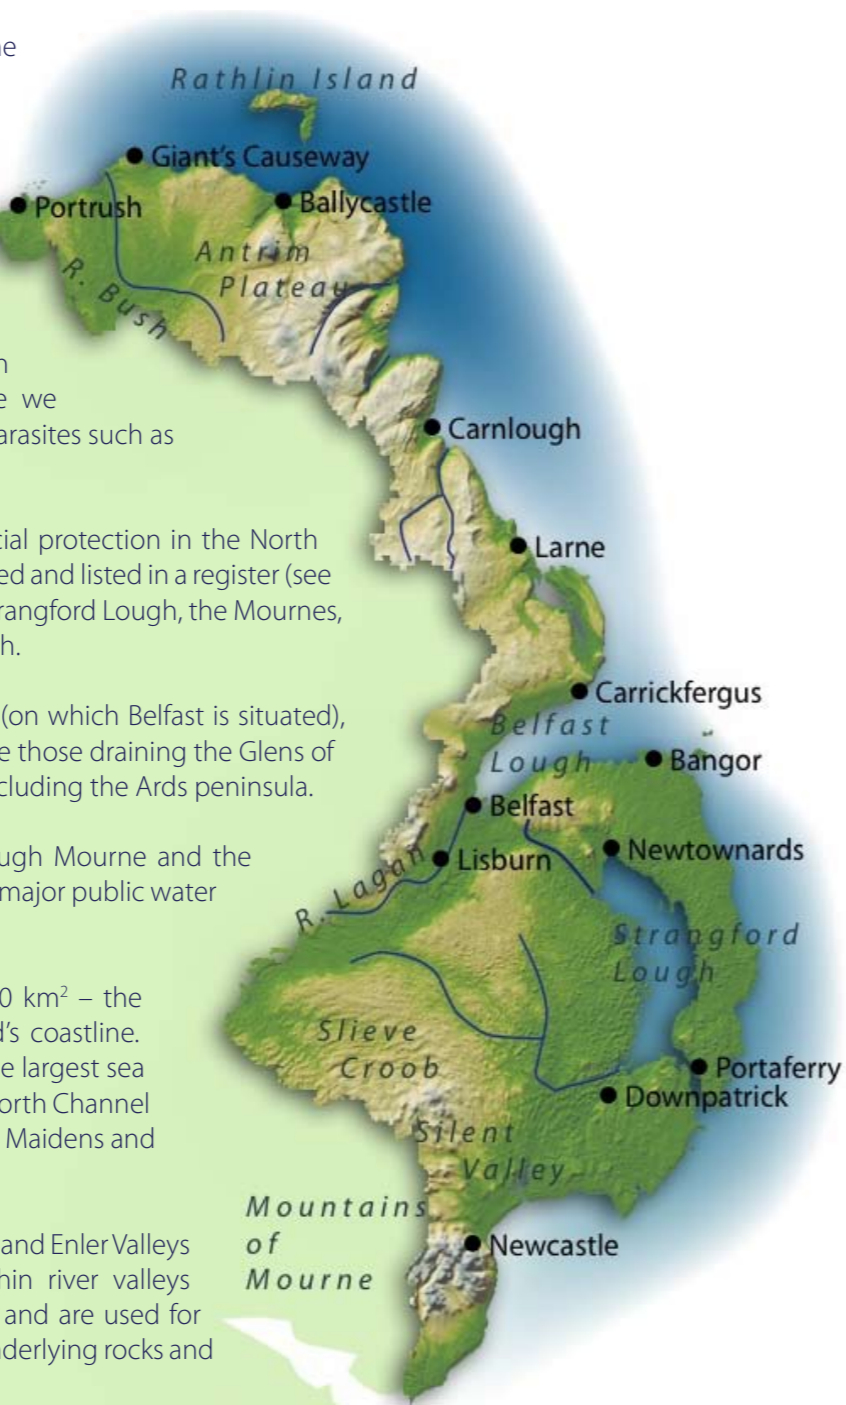 ne
n
e we
arasites such as
cial protection in the North
ed and listed in a register (see
rangford Lough, the Mournes,
h.
(on which Belfast is situated),
e those draining the Glens of
cluding the Ards peninsula.
ough Mourne and the
major public water
0 km² – the
d's coastline.
e largest sea
orth Channel
Maidens and
and Enler Valleys
hin river valleys
and are used for
nderlying rocks and
Rathlin Island
Giant's Causeway
Portrush
Ballycastle
Antrim
Plateau
R. Bush
Carnlough
Larne
Carrickfergus
Belfast
Lough
Bangor
Belfast
Newtownards
Lisburn
R. Lagan
Strangford
Lough
Slieve
Croob
Portaferry
Downpatrick
Silent
Valley
Mountains
of
Mourne
Newcastle